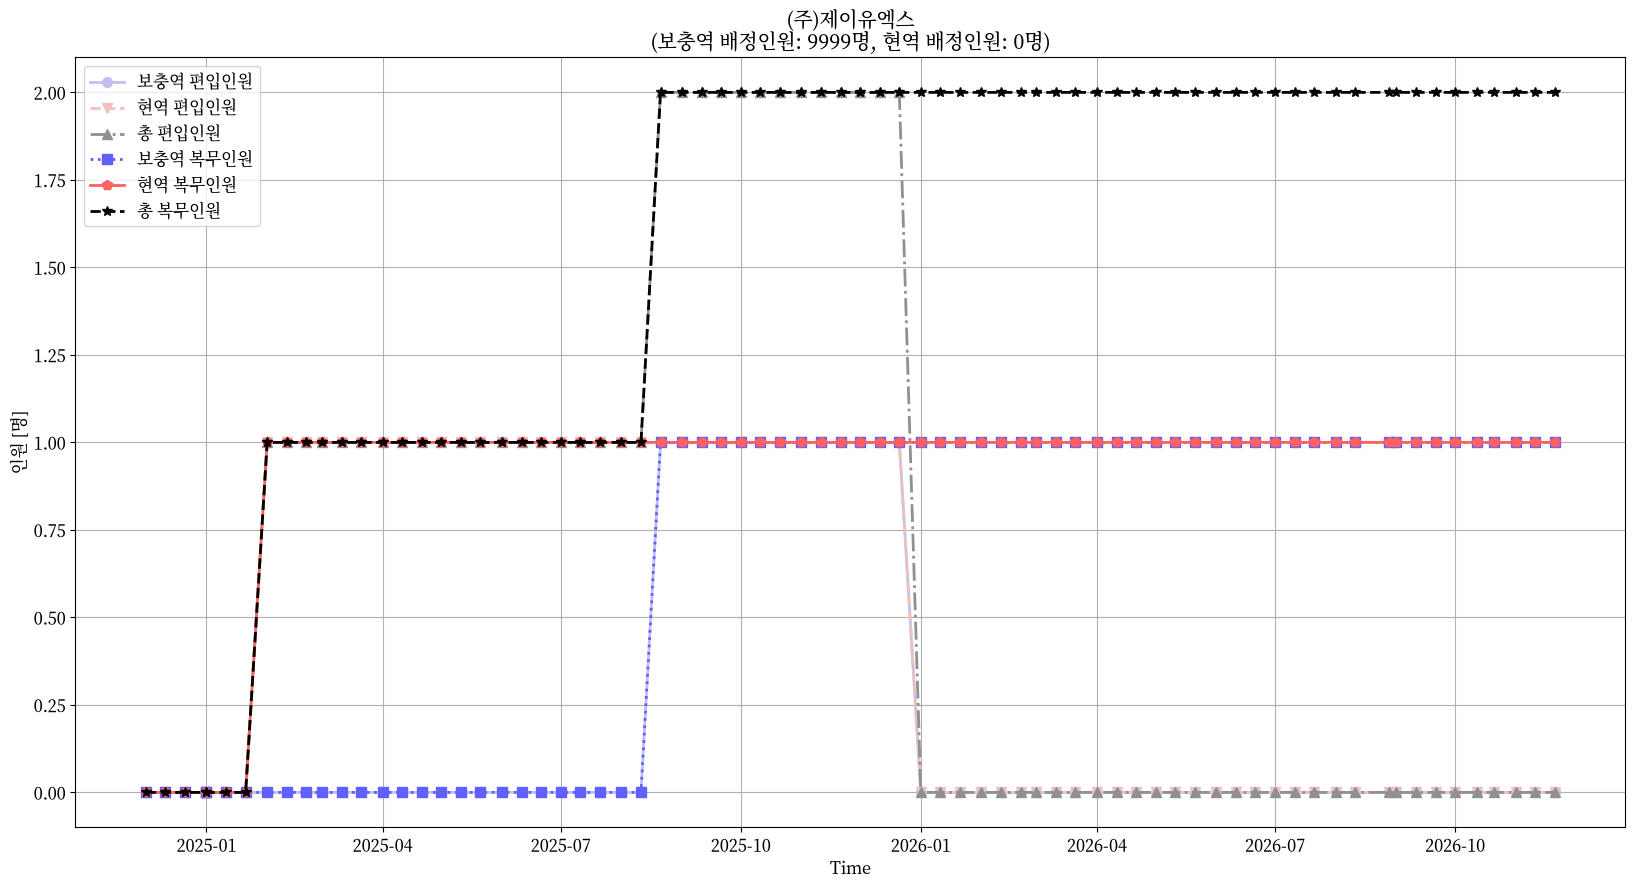 (주)제이유엑스
(보충역 배정인원: 9999명, 현역 배정인원: 0명)
보충역 편입인원
현역 편입인원
총 편입인원
보충역 복무인원
현역 복무인원
총 복무인원
2.00
1.75
1.50
1.25
1.00
0.75
0.50
0.25
0.00
인원 [명]
2025-01
2025-04
2025-07
2025-10
2026-01
2026-04
2026-07
2026-10
Time